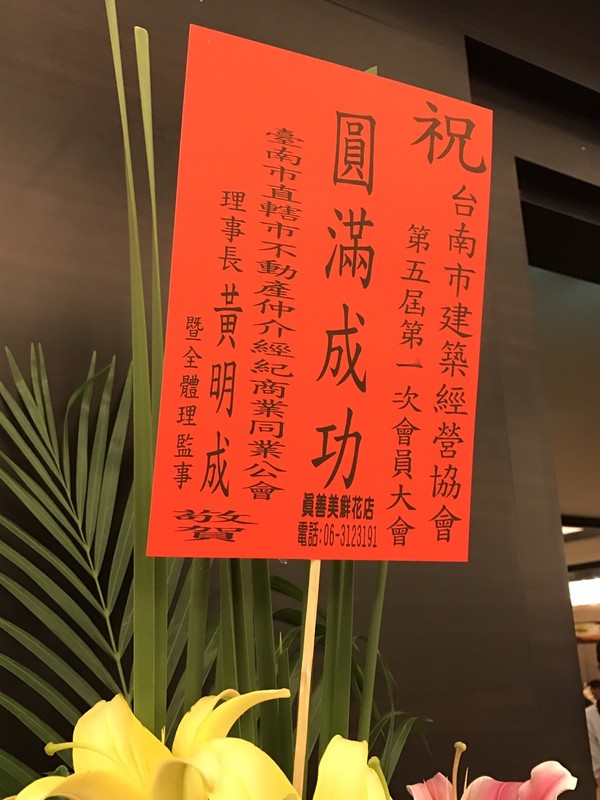 祝
台南市建築經營協會
第五屆第一次會員大會
圓滿成功
臺南市直轄市不動產仲介經紀商業同業公會
理事長 黃明成
暨全體理監事
敬賀
眞善美鮮花店
電話:06-3123191